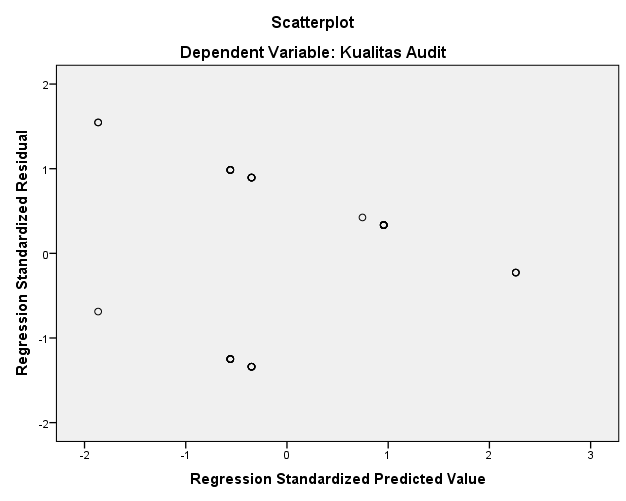 Scatterplot
Dependent Variable: Kualitas Audit
Regression Standardized Residual
2
1
0
-1
-2
-2
-1
0
1
2
3
Regression Standardized Predicted Value